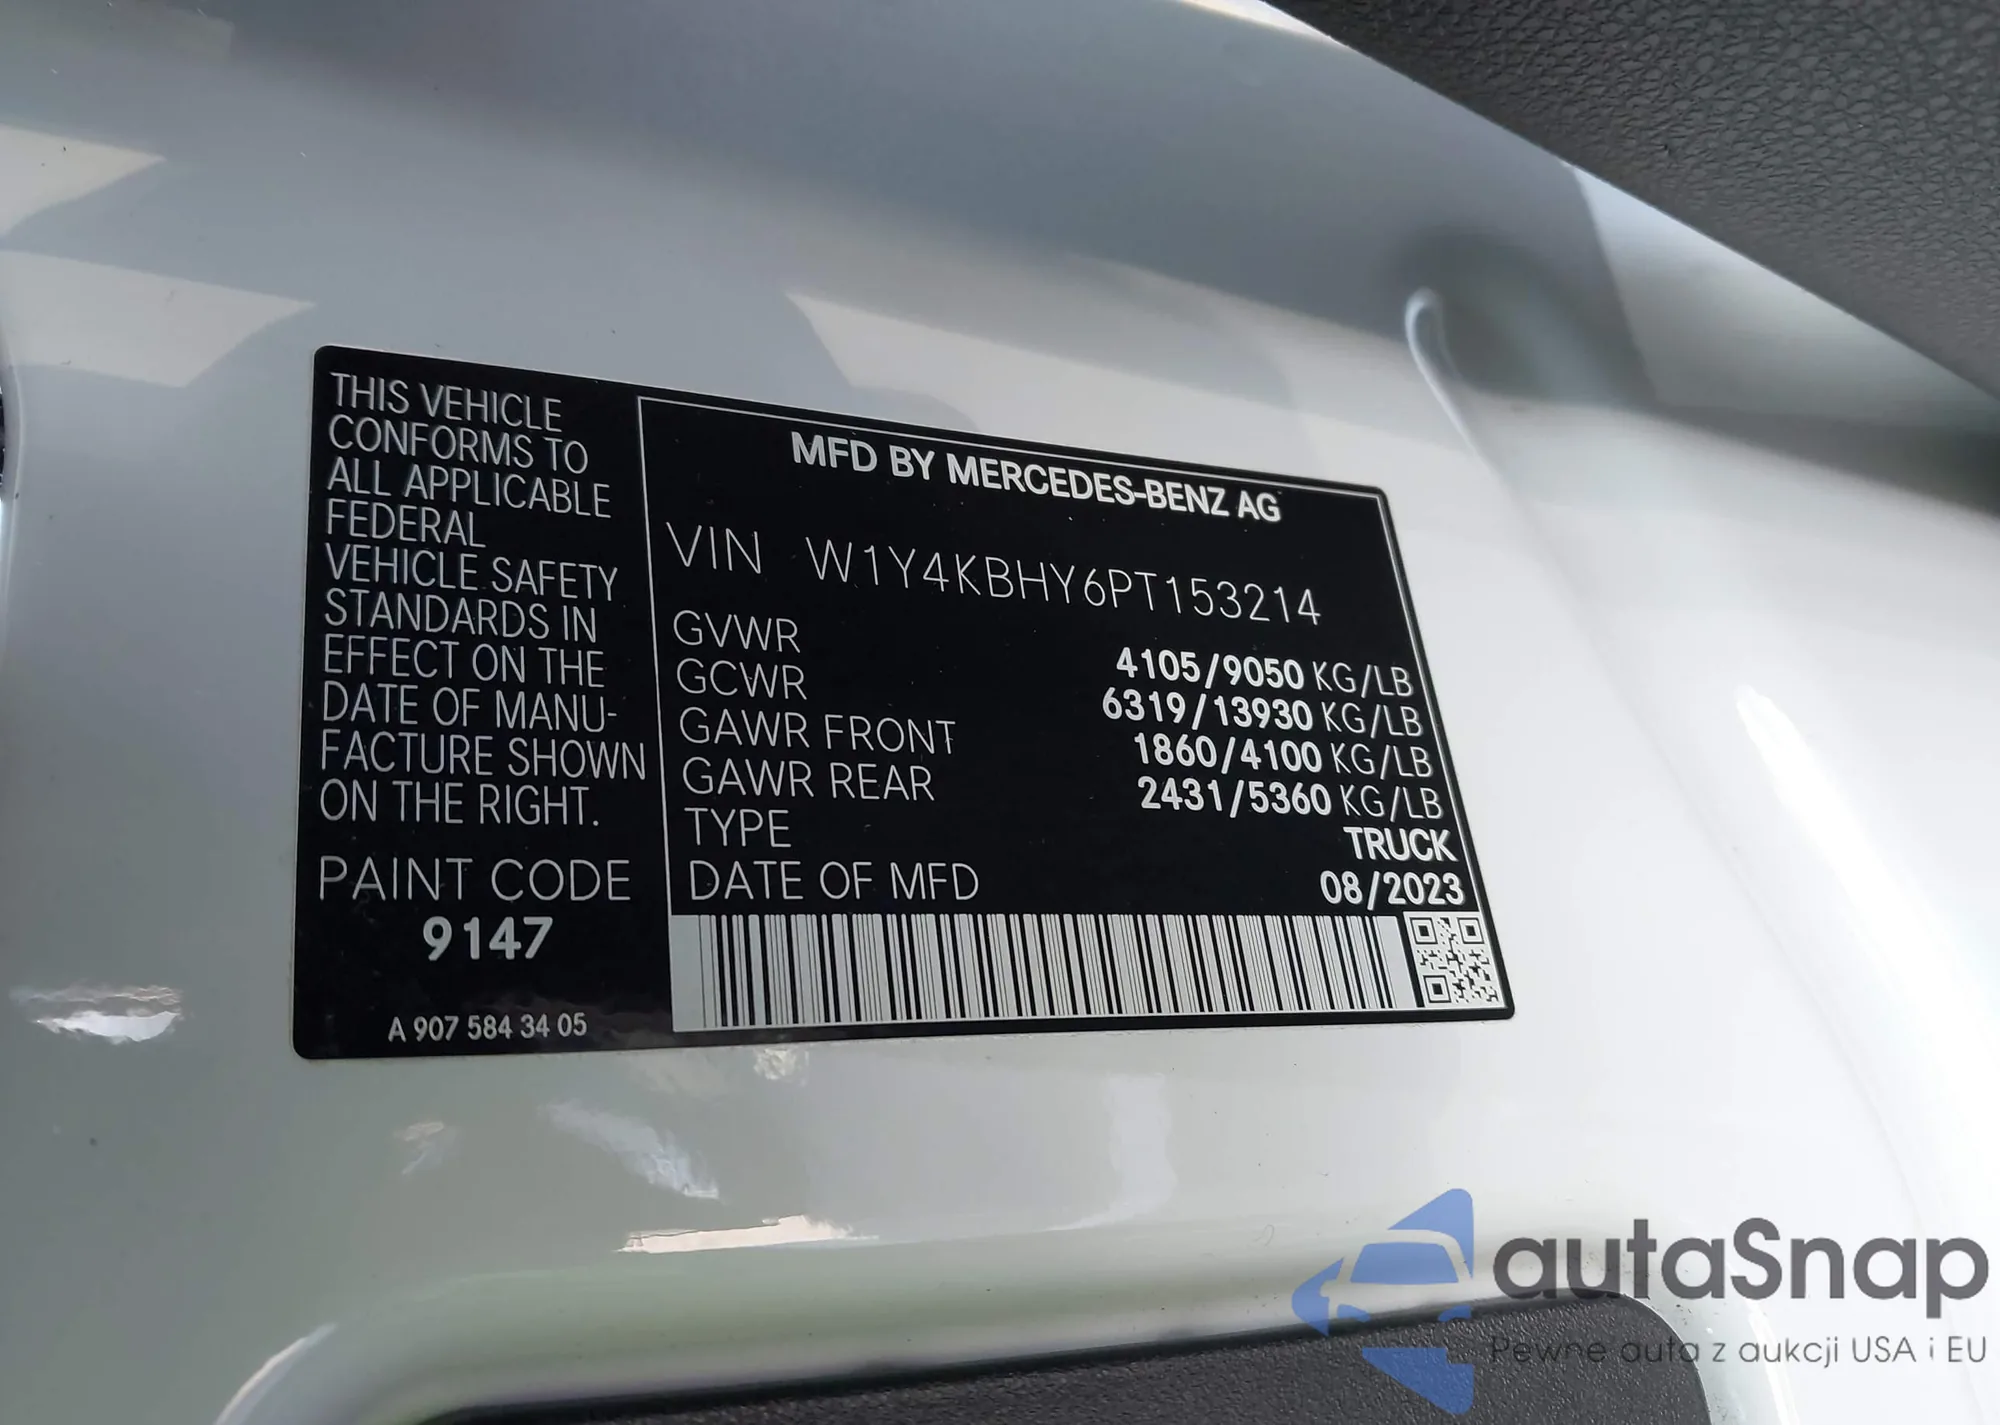 THIS VEHICLE
CONFORMS TO
ALL APPLICABLE
FEDERAL
VEHICLE SAFETY
STANDARDS IN
EFFECT ON THE
DATE OF MANU-
FACTURE SHOWN
ON THE RIGHT.
PAINT CODE
9147
A 907 584 34 05
MFD BY MERCEDES-BENZ AG
VIN W1Y4KBHY6PT153214
GVWR 4105/9050 KG/LB
GCWR 6319/13930 KG/LB
GAWR FRONT 1860/4100 KG/LB
GAWR REAR 2431/5360 KG/LB
TYPE TRUCK
DATE OF MFD 08/2023
autaSnap
Pewne auta z aukcji USA i EU